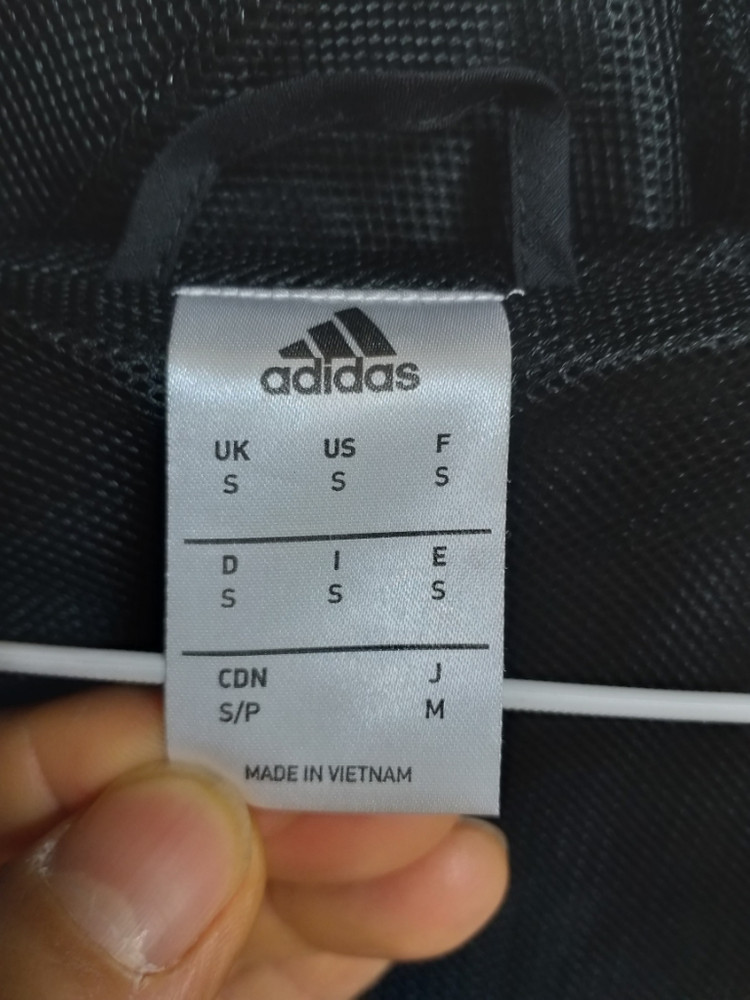 adidas
UK US F
S S S
D I E
S S S
CDN J
S/P M
MADE IN VIETNAM